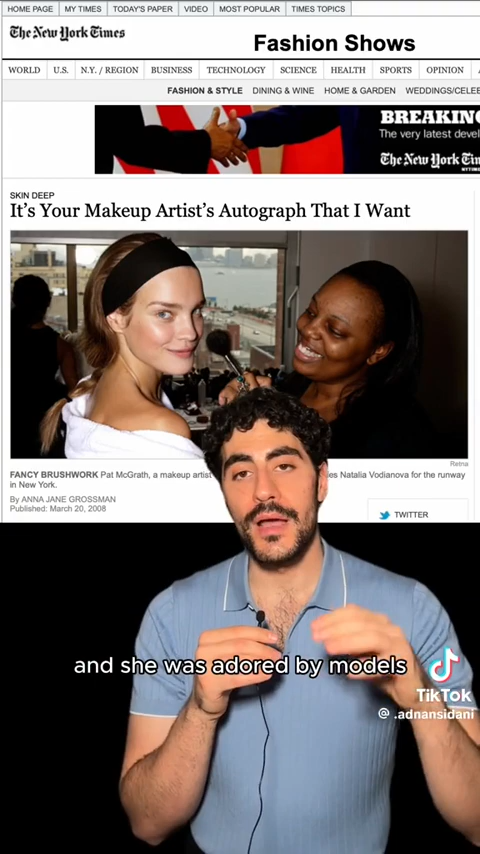 HOME PAGE MY TIMES TODAY'S PAPER VIDEO MOST POPULAR TIMES TOPICS
The New York Times
Fashion Shows
WORLD U.S. N.Y. / REGION BUSINESS TECHNOLOGY SCIENCE HEALTH SPORTS OPINION
FASHION & STYLE DINING & WINE HOME & GARDEN WEDDINGS/CELE
BREAKING
The very latest devel
The New York Tim
SKIN DEEP
It's Your Makeup Artist's Autograph That I Want
Retna
FANCY BRUSHWORK Pat McGrath, a makeup artist es Natalia Vodianova for the runway
in New York.
By ANNA JANE GROSSMAN
Published: March 20, 2008
TWITTER
and she was adored by models
TikTok
@ .adnansidani